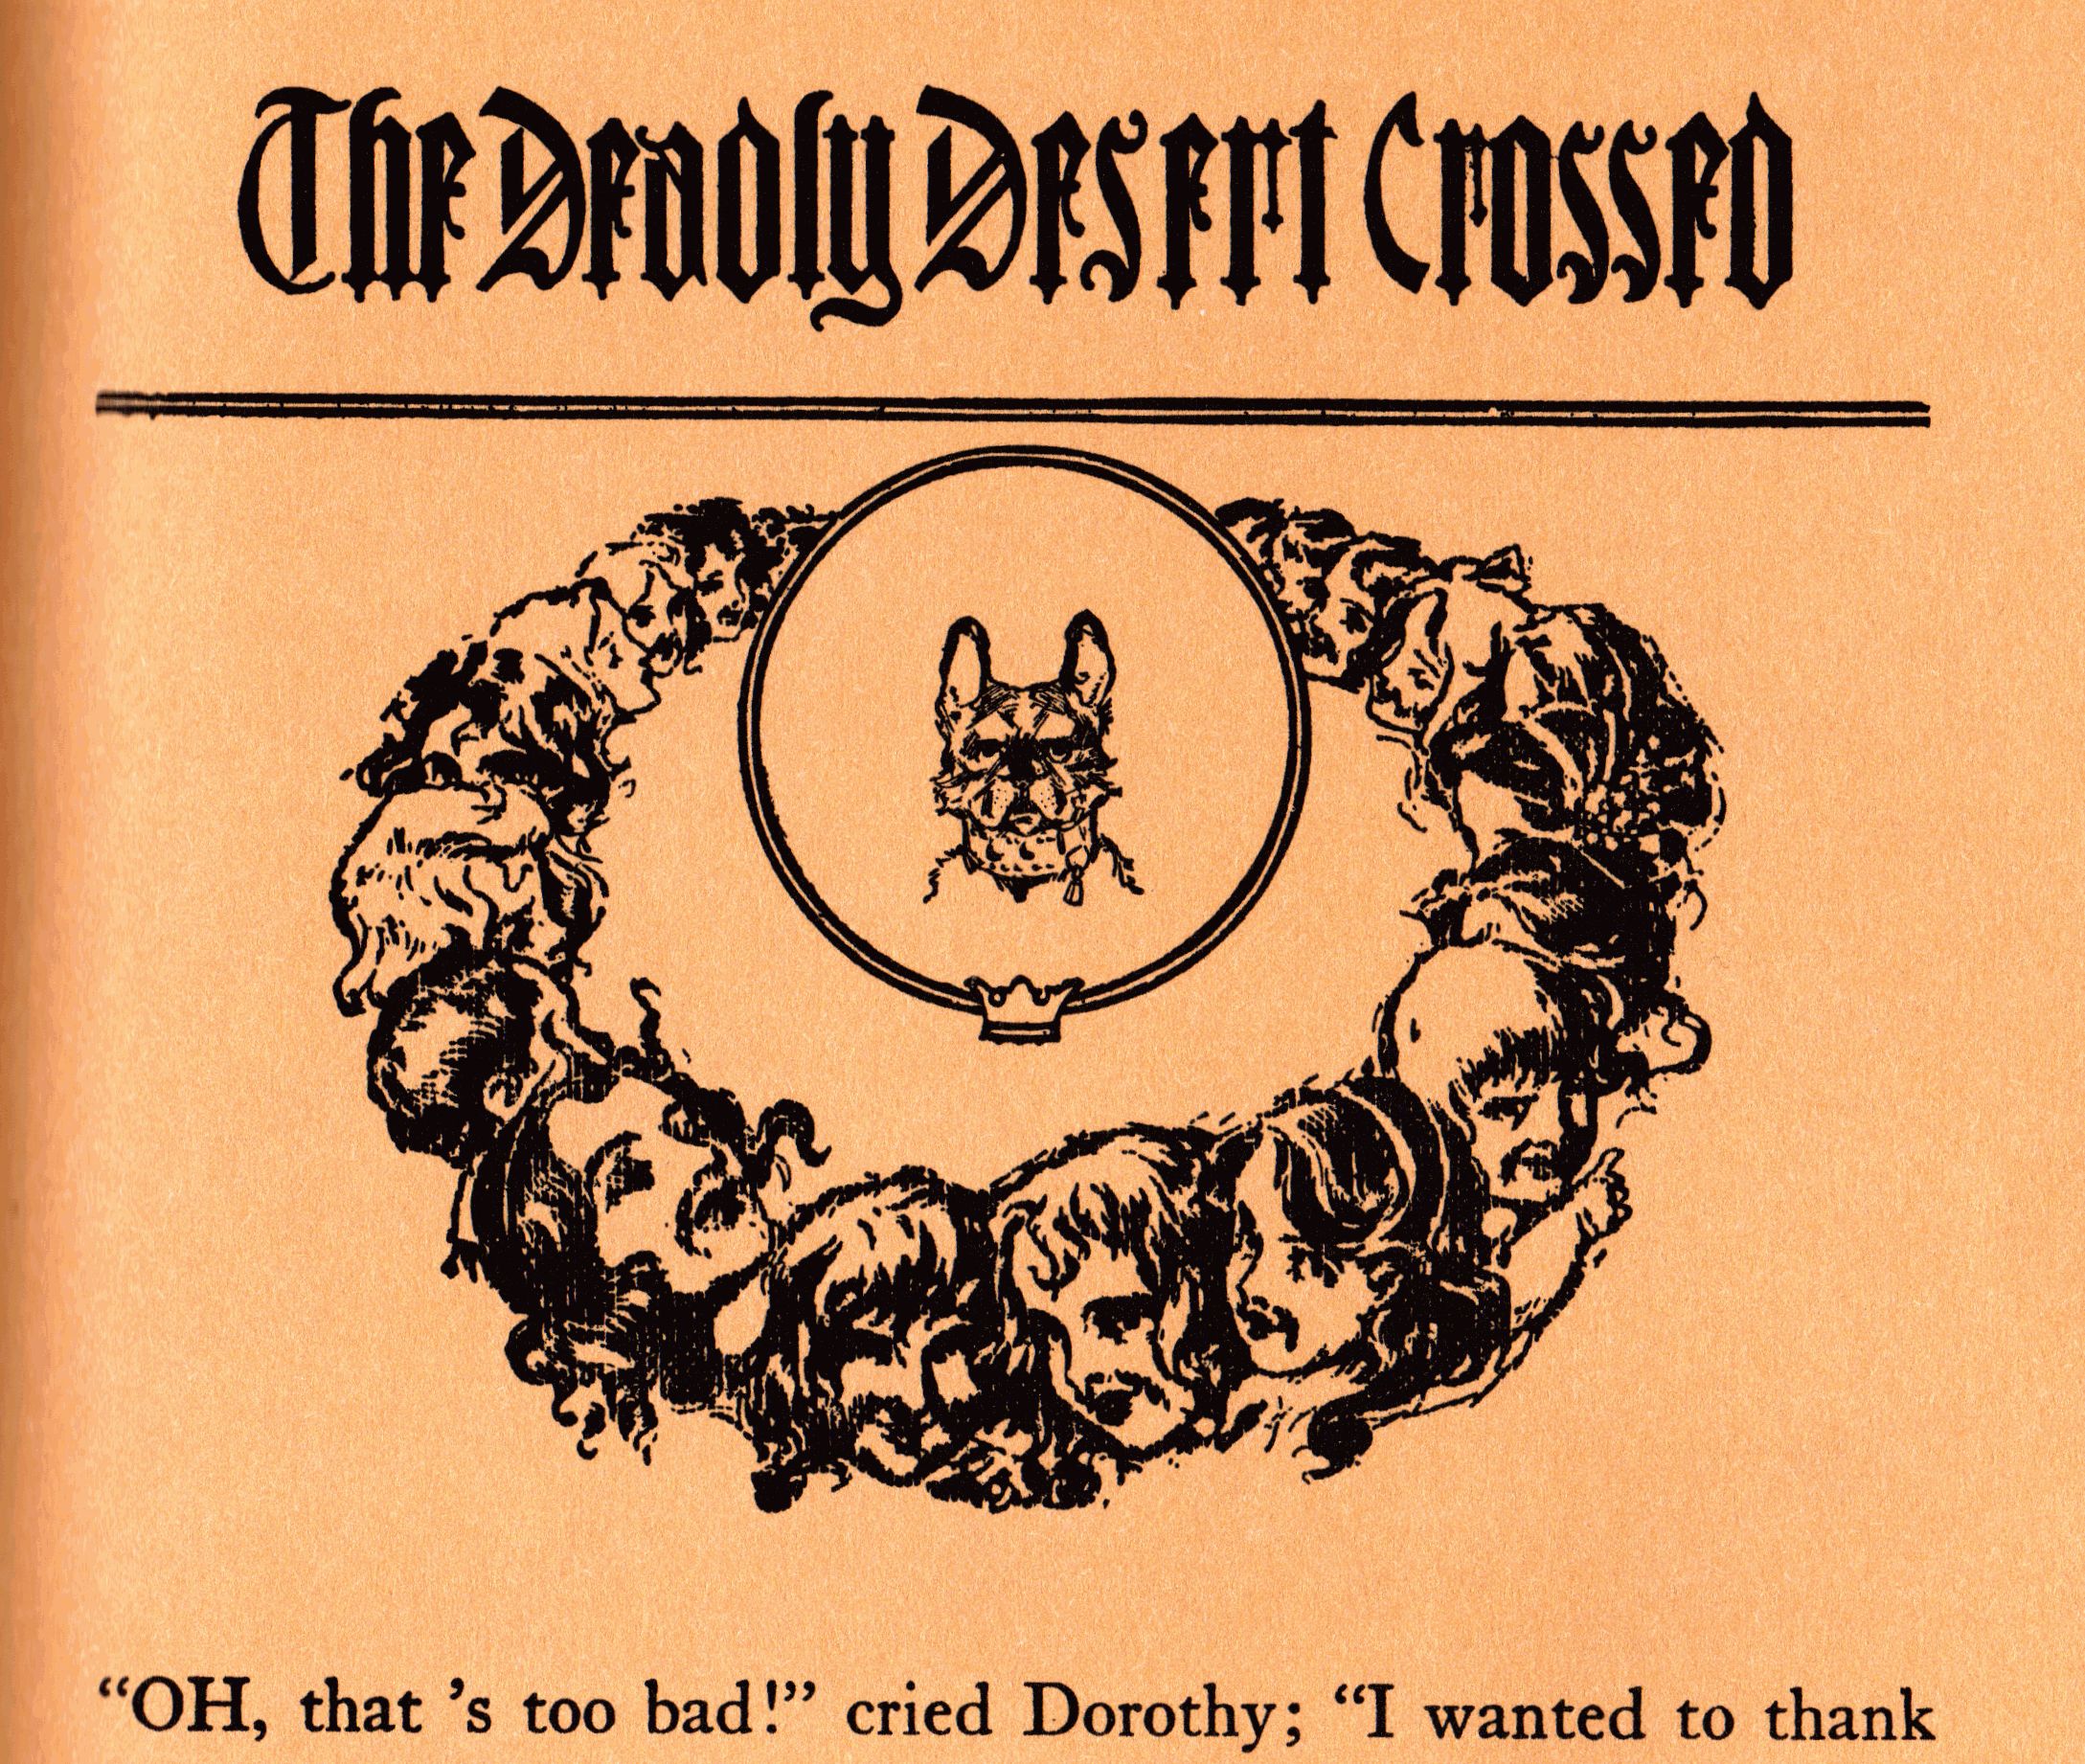 The Deadly Desert Crossed
“OH, that ’s too bad!” cried Dorothy; “I wanted to thank